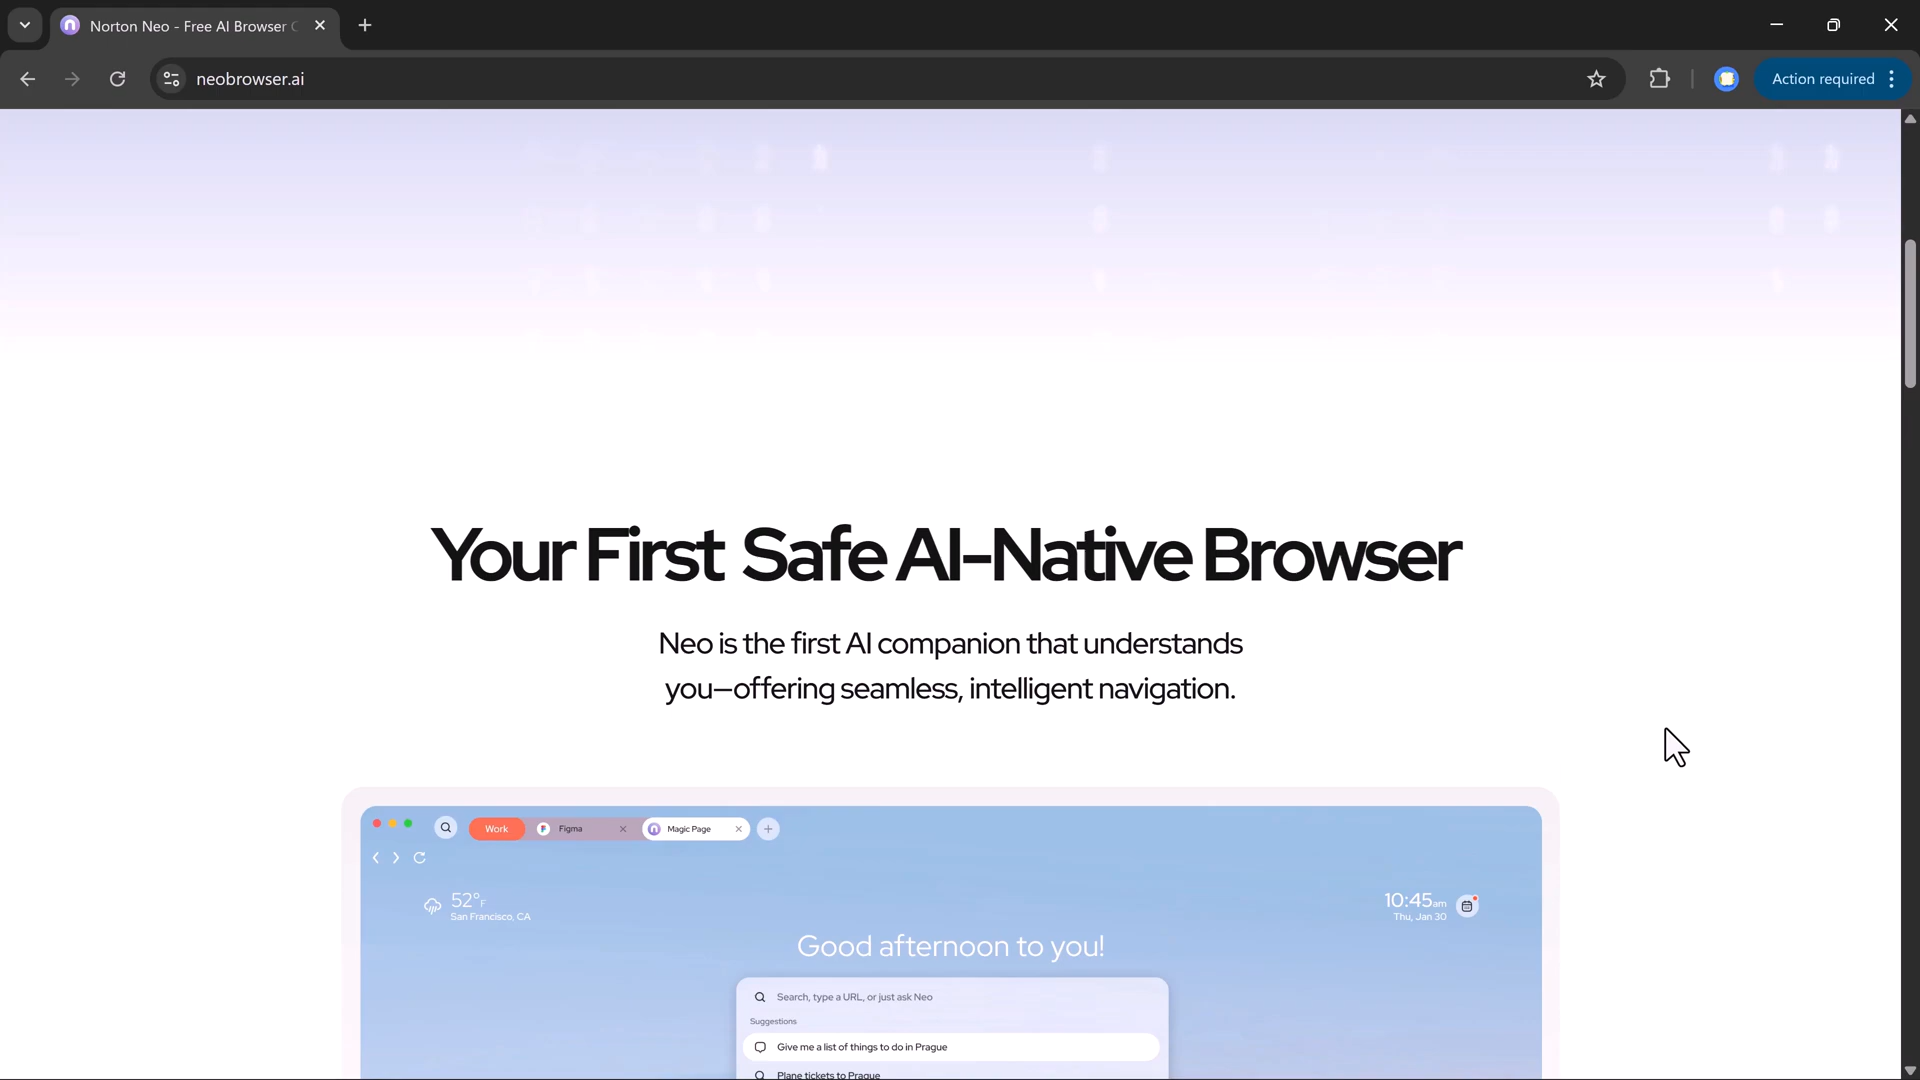 Norton Neo - Free AI Browser
neobrowser.ai
Action required
Your First Safe AI-Native Browser
Neo is the first AI companion that understands
you—offering seamless, intelligent navigation.
Work
Figma
Magic Page
52°F
San Francisco, CA
10:45am
Thu, Jan 30
Good afternoon to you!
Search, type a URL, or just ask Neo
Suggestions
Give me a list of things to do in Prague
Plane tickets to Prague